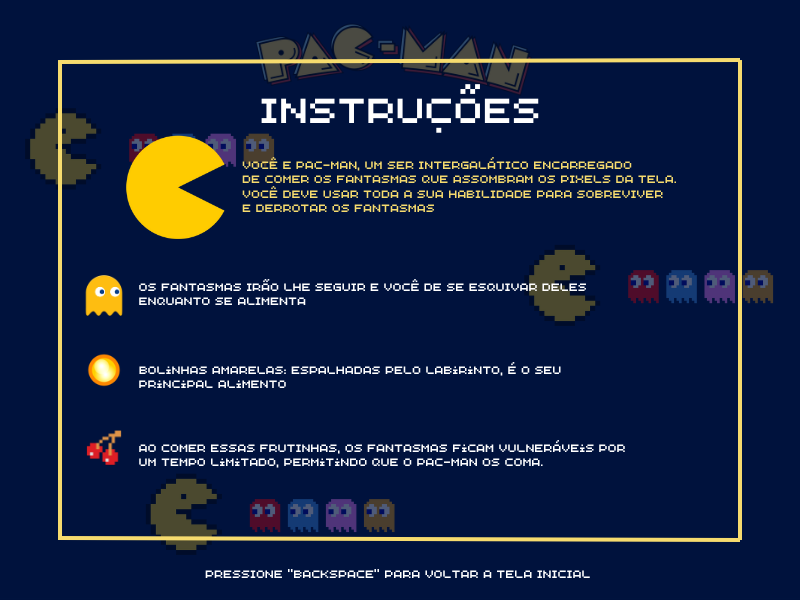 PAC-MAN
INSTRUÇÕES
VOCÊ E PAC-MAN, UM SER INTERGALÁTICO ENCARREGADO
DE COMER OS FANTASMAS QUE ASSOMBRAM OS PIXELS DA TELA.
VOCÊ DEVE USAR TODA A SUA HABILIDADE PARA SOBREVIVER
E DERROTAR OS FANTASMAS
OS FANTASMAS IRÃO LHE SEGUIR E VOCÊ DE SE ESQUIVAR DELES
ENQUANTO SE ALIMENTA
BOLiNHAS AMARELAS: ESPALHADAS PELO LABiRiNTO, É O SEU
PRiNCiPAL ALiMENTO
AO COMER ESSAS FRUTINHAS, OS FANTASMAS FiCAM VULNERÁVEiS POR
UM TEMPO LiMiTADO, PERMiTiNDO QUE O PAC-MAN OS COMA.
PRESSIONE "BACKSPACE" PARA VOLTAR A TELA INICIAL